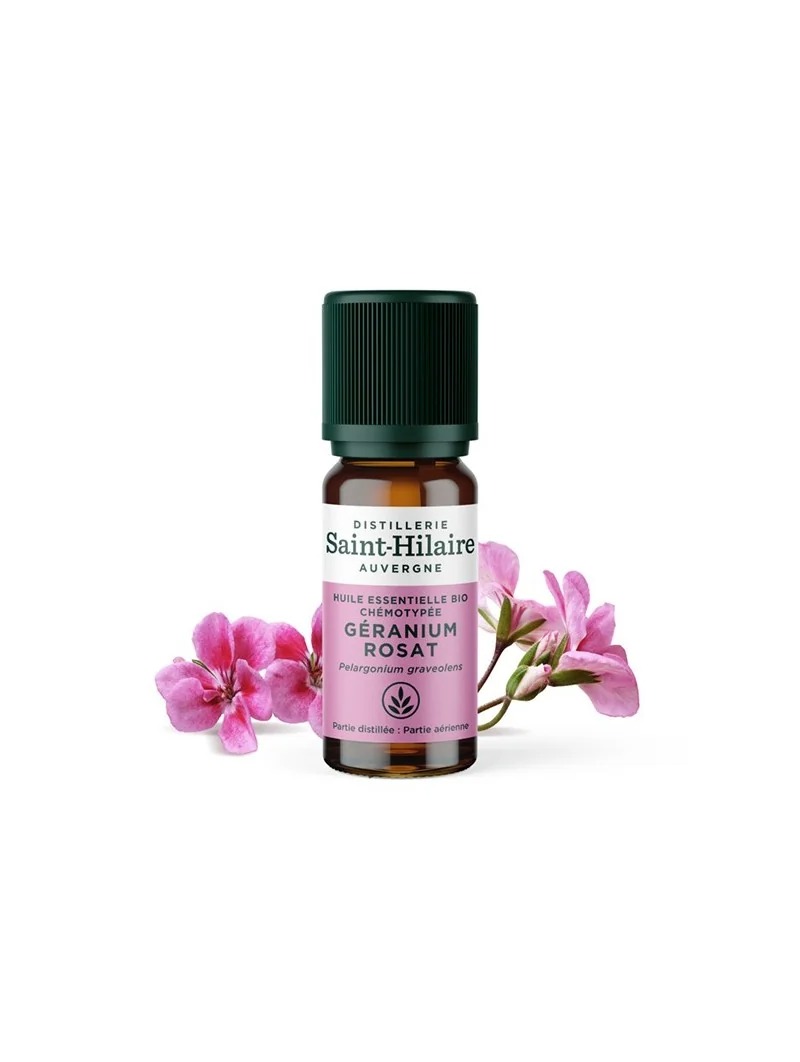 DISTILLERIE
Saint-Hilaire
AUVERGNE
HUILE ESSENTIELLE BIO
CHÉMOTYPÉE
GÉRANIUM
ROSAT
Pelargonium graveolens
Partie distillée : Partie aérienne